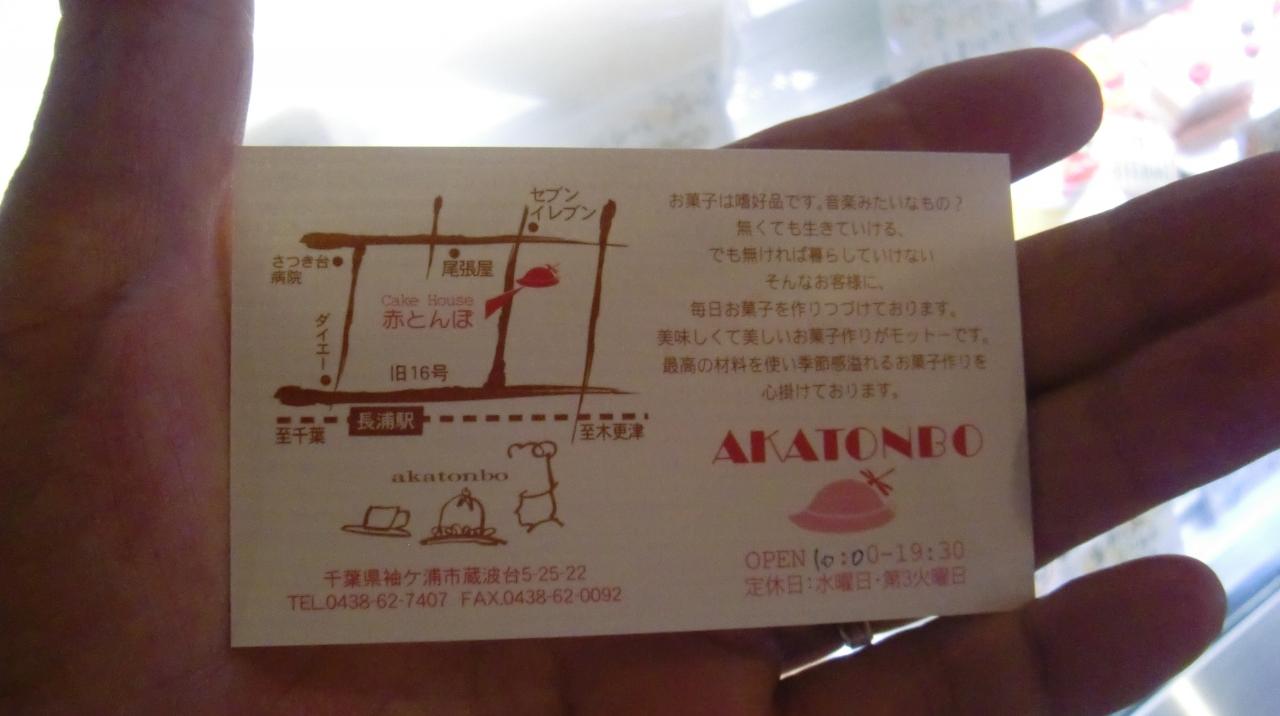 セブン
イレブン
さつき台
病院
尾張屋
Cake House
赤とんぼ
ダイエー
旧16号
長浦駅
至千葉
至木更津
akatonbo
千葉県袖ケ浦市蔵波台5-25-22
TEL.0438-62-7407 FAX.0438-62-0092
お菓子は嗜好品です。音楽みたいなもの？
無くても生きていける、
でも無ければ暮らしていけない
そんなお客様に、
毎日お菓子を作りつづけております。
美味しくて美しいお菓子作りがモットーです。
最高の材料を使い季節感溢れるお菓子作りを
心掛けております。
AKATONBO
OPEN 10:00-19:30
定休日：水曜日・第3火曜日